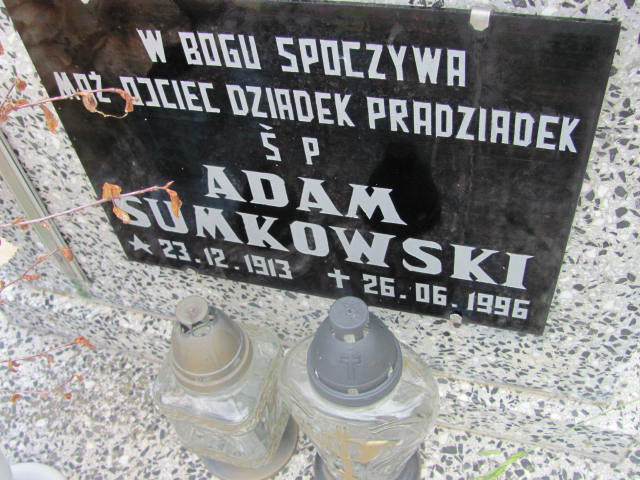 W BOGU SPOCZYWA
MĄŻ OJCIEC DZIADEK PRADZIADEK
Ś P
ADAM
SUMKOWSKI
★ 23.12.1913 ✝ 26.06.1996